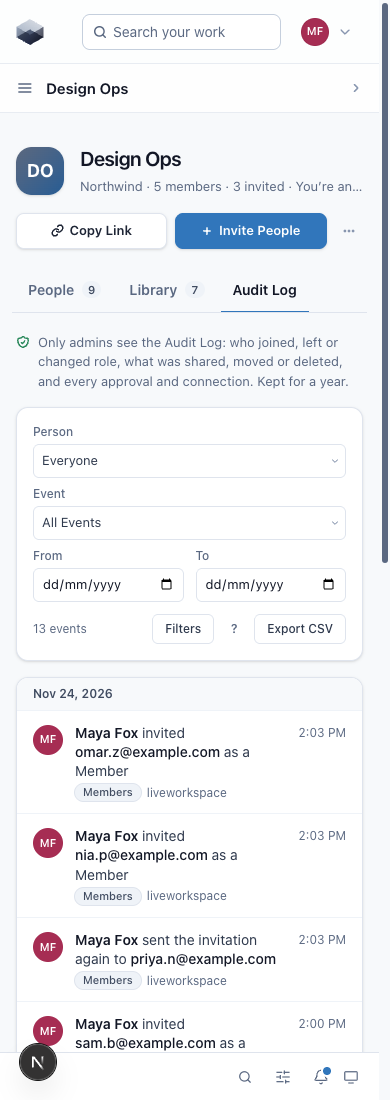 Search your work
MF
Design Ops
DO
Design Ops
Northwind · 5 members · 3 invited · You're an...
Copy Link
+ Invite People
People 9
Library 7
Audit Log
Only admins see the Audit Log: who joined, left or
changed role, what was shared, moved or deleted,
and every approval and connection. Kept for a year.
Person
Everyone
Event
All Events
From
To
dd/mm/yyyy
dd/mm/yyyy
13 events
Filters
?
Export CSV
Nov 24, 2026
MF
Maya Fox invited
2:03 PM
omar.z@example.com as a
Member
Members liveworkspace
MF
Maya Fox invited
2:03 PM
nia.p@example.com as a
Member
Members liveworkspace
MF
Maya Fox sent the invitation
2:03 PM
again to priya.n@example.com
Members liveworkspace
MF
Maya Fox invited
2:00 PM
sam.b@example.com as a
N